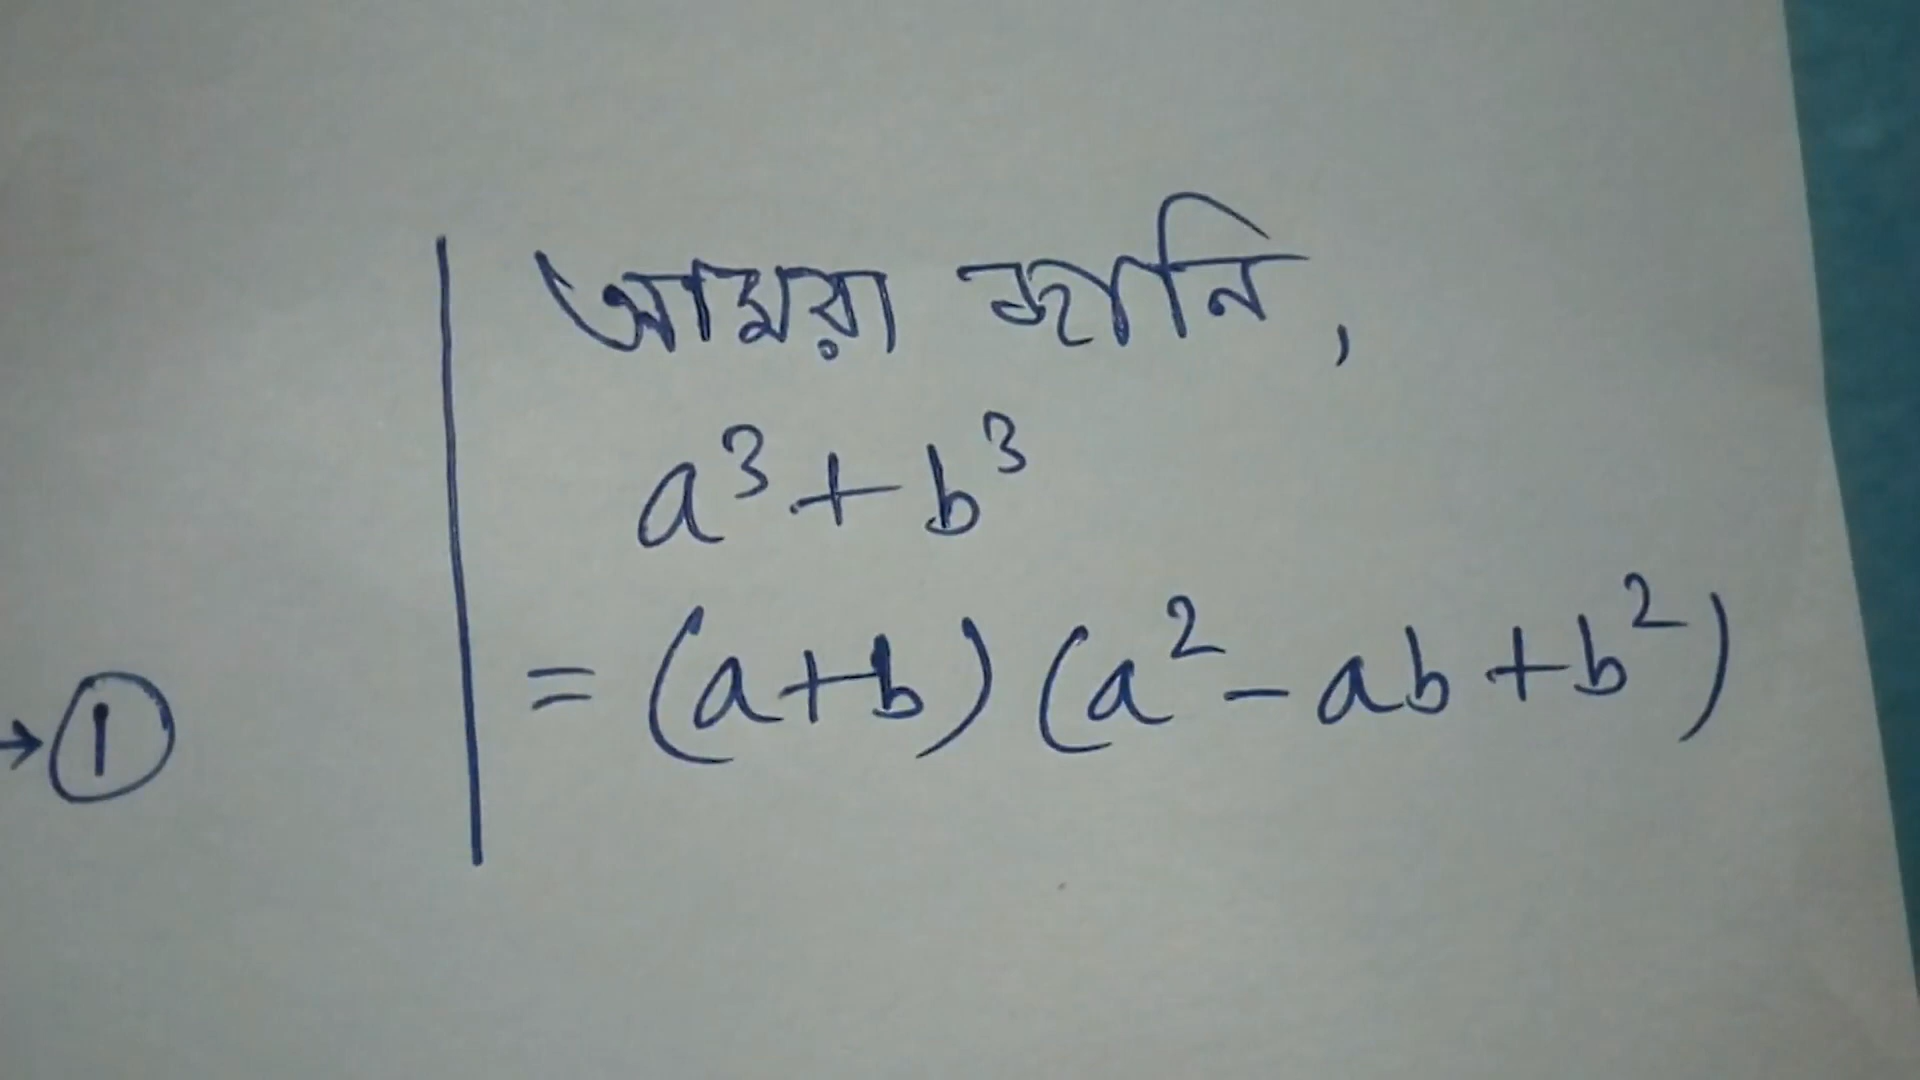 আমরা জানি,
a³+b³
= (a+b) (a²-ab+b²)
→ ①